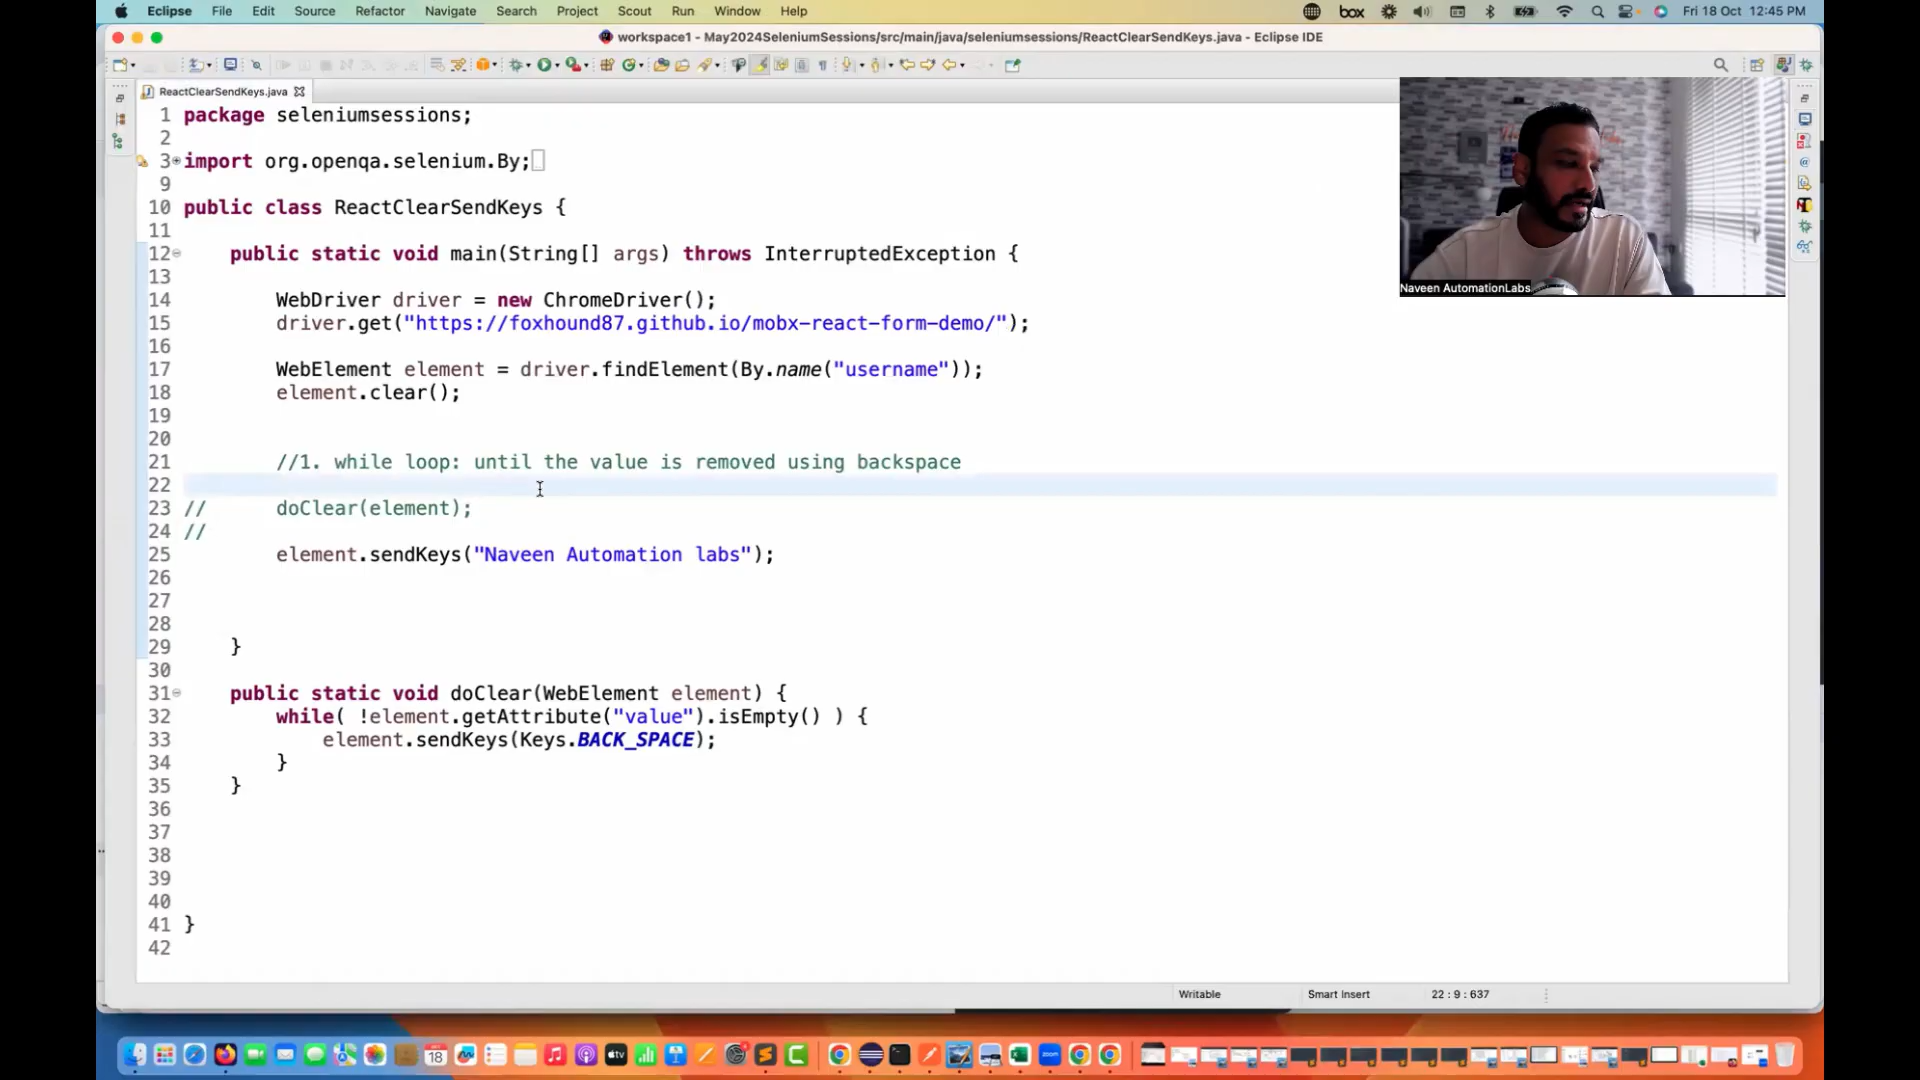 Eclipse File Edit Source Refactor Navigate Search Project Scout Run Window Help box Fri 18 Oct 12:45 PM
workspace1 - May2024SeleniumSessions/src/main/java/seleniumsessions/ReactClearSendKeys.java - Eclipse IDE
ReactClearSendKeys.java
1 package seleniumsessions;
2
3 import org.openqa.selenium.By;
9
10 public class ReactClearSendKeys {
11
12 public static void main(String[] args) throws InterruptedException {
13
14 WebDriver driver = new ChromeDriver();
15 driver.get("https://foxhound87.github.io/mobx-react-form-demo/");
16
17 WebElement element = driver.findElement(By.name("username"));
18 element.clear();
19
20
21 //1. while loop: until the value is removed using backspace
22
23 // doClear(element);
24 //
25 element.sendKeys("Naveen Automation labs");
26
27
28
29 }
30
31 public static void doClear(WebElement element) {
32 while( !element.getAttribute("value").isEmpty() ) {
33 element.sendKeys(Keys.BACK_SPACE);
34 }
35 }
36
37
38
39
40
41 }
42
Naveen AutomationLabs
Writable Smart Insert 22 : 9 : 637